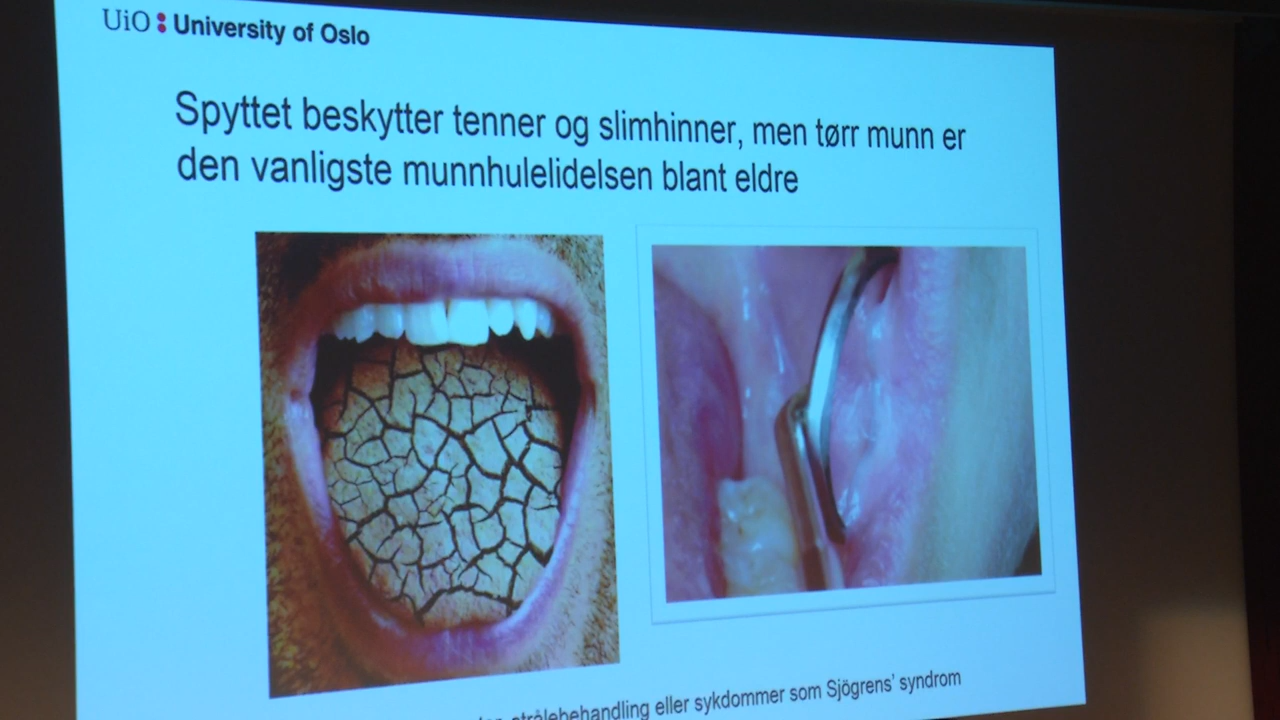 UiO : University of Oslo
Spyttet beskytter tenner og slimhinner, men tørr munn er
den vanligste munnhulelidelsen blant eldre
strålebehandling eller sykdommer som Sjögrens' syndrom